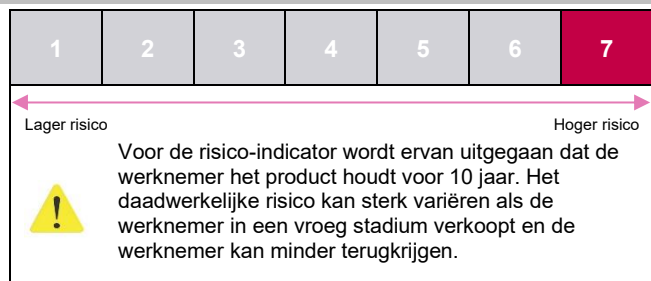 1 2 3 4 5 6 7
Lager risico Hoger risico
Voor de risico-indicator wordt ervan uitgegaan dat de
werknemer het product houdt voor 10 jaar. Het
daadwerkelijke risico kan sterk variëren als de
werknemer in een vroeg stadium verkoopt en de
werknemer kan minder terugkrijgen.